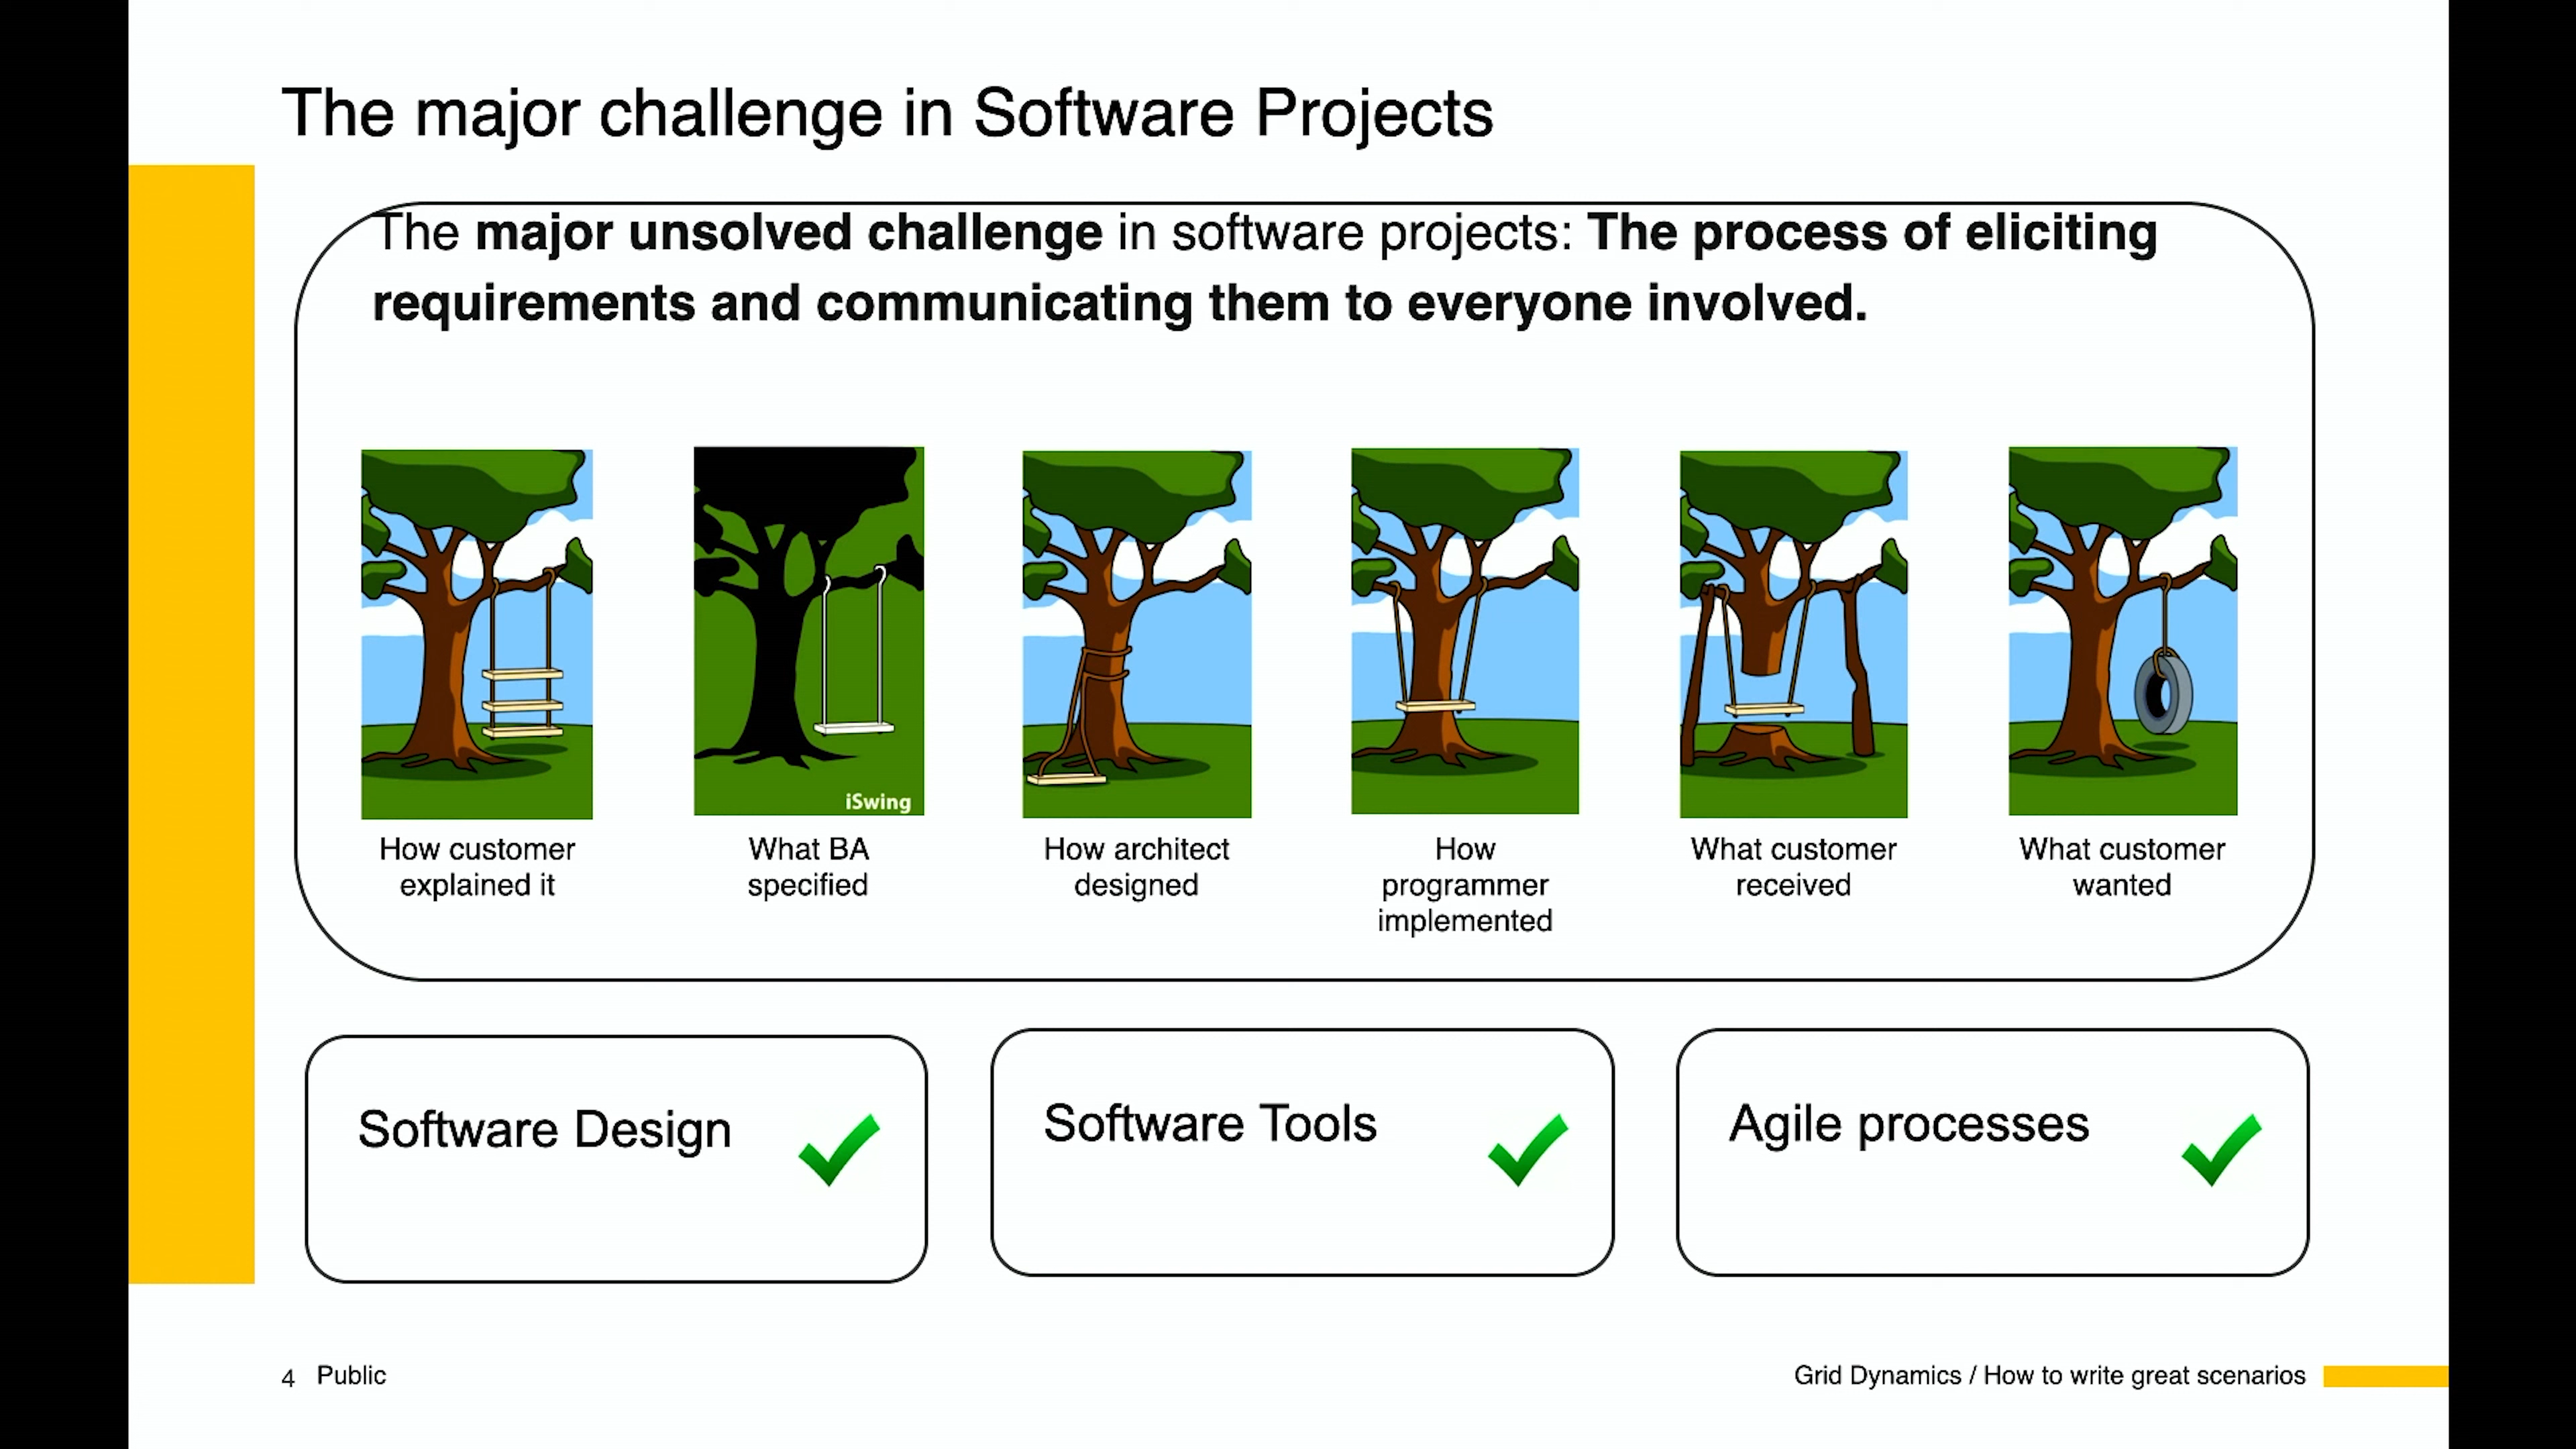 The major challenge in Software Projects
The major unsolved challenge in software projects: The process of eliciting
requirements and communicating them to everyone involved.
iSwing
How customer
explained it
What BA
specified
How architect
designed
How
programmer
implemented
What customer
received
What customer
wanted
Software Design
Software Tools
Agile processes
4 Public
Grid Dynamics / How to write great scenarios